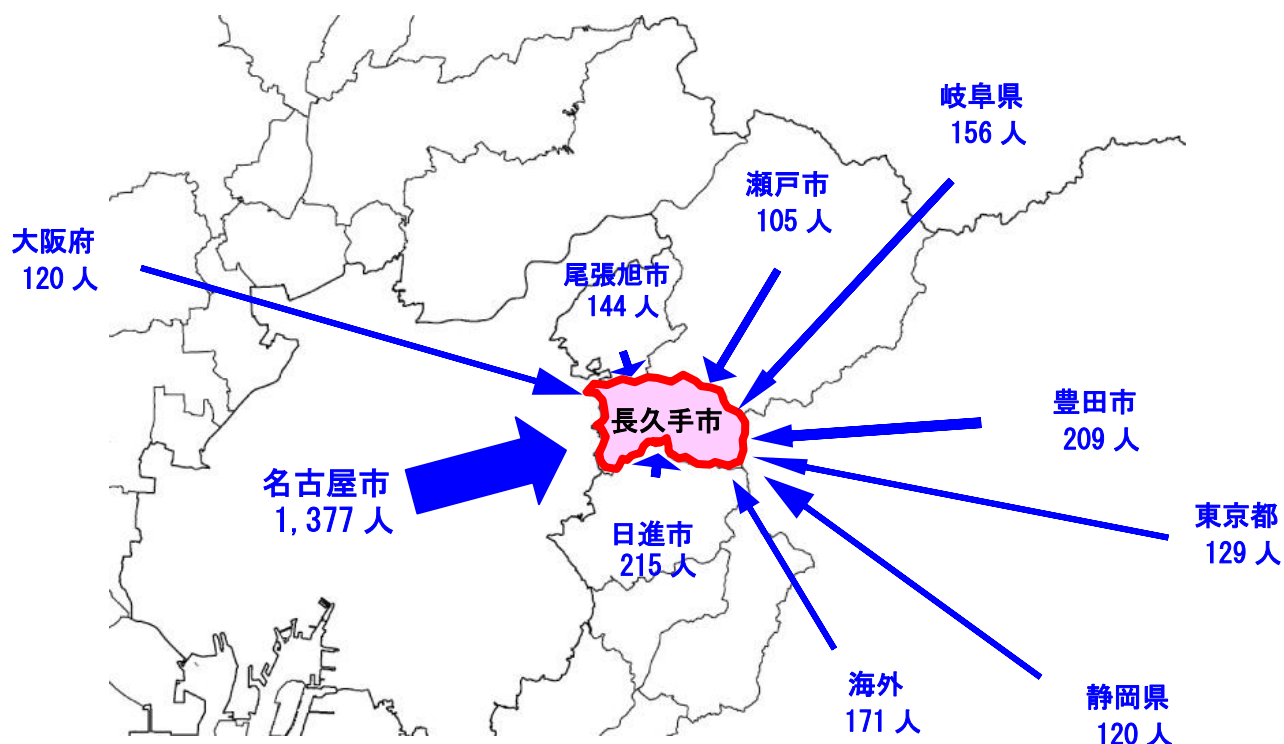 岐阜県
156 人
瀬戸市
105 人
大阪府
120 人
尾張旭市
144 人
長久手市
豊田市
209 人
名古屋市
1,377 人
日進市
215 人
東京都
129 人
海外
171 人
静岡県
120 人